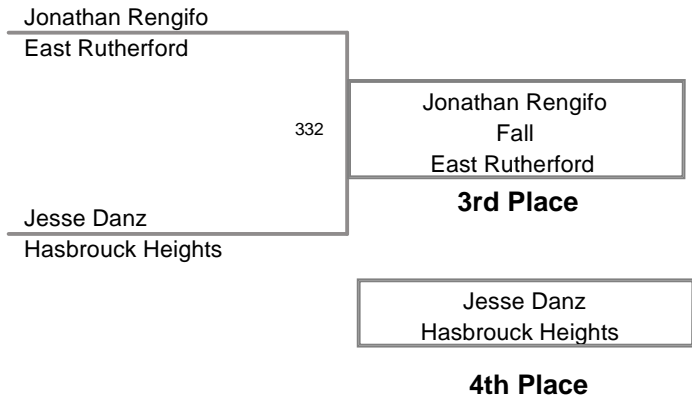 Jonathan Rengifo
East Rutherford
332
Jonathan Rengifo
Fall
East Rutherford
3rd Place
Jesse Danz
Hasbrouck Heights
Jesse Danz
Hasbrouck Heights
4th Place